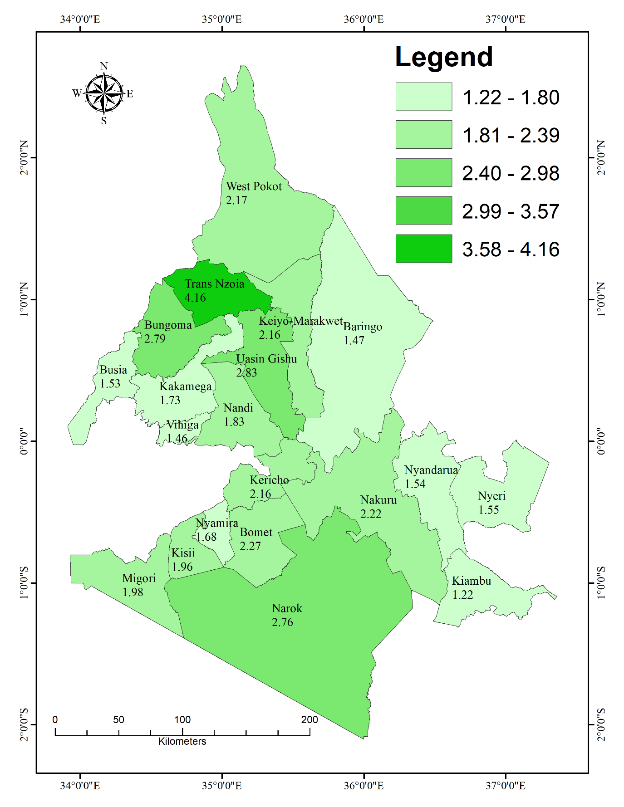 34°0'0"E 35°0'0"E 36°0'0"E 37°0'0"E
Legend
1.22 - 1.80
1.81 - 2.39
2.40 - 2.98
2.99 - 3.57
3.58 - 4.16
N
W E
S
2°0'0"N 2°0'0"N
West Pokot
2.17
1°0'0"N 1°0'0"N
Trans Nzoia
4.16
Bungoma
2.79
Keiyo-Marakwet
2.16
Baringo
1.47
Uasin Gishu
2.83
Busia
1.53
Kakamega
1.73
Nandi
1.83
Vihiga
1.46
0°0'0" 0°0'0"
Nyandarua
1.54
Kericho
2.16
Nakuru
2.22
Nyeri
1.55
Nyamira
1.68
Bomet
2.27
Kisii
1.96
Migori
1.98
Kiambu
1.22
1°0'0"S 1°0'0"S
Narok
2.76
2°0'0"S 2°0'0"S
0 50 100 200
Kilometers
34°0'0"E 35°0'0"E 36°0'0"E 37°0'0"E